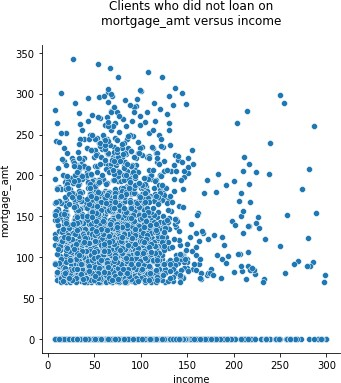 Clients who did not loan on
mortgage_amt versus income
350
300
250
200
150
100
50
0
mortgage_amt
0 50 100 150 200 250 300
income